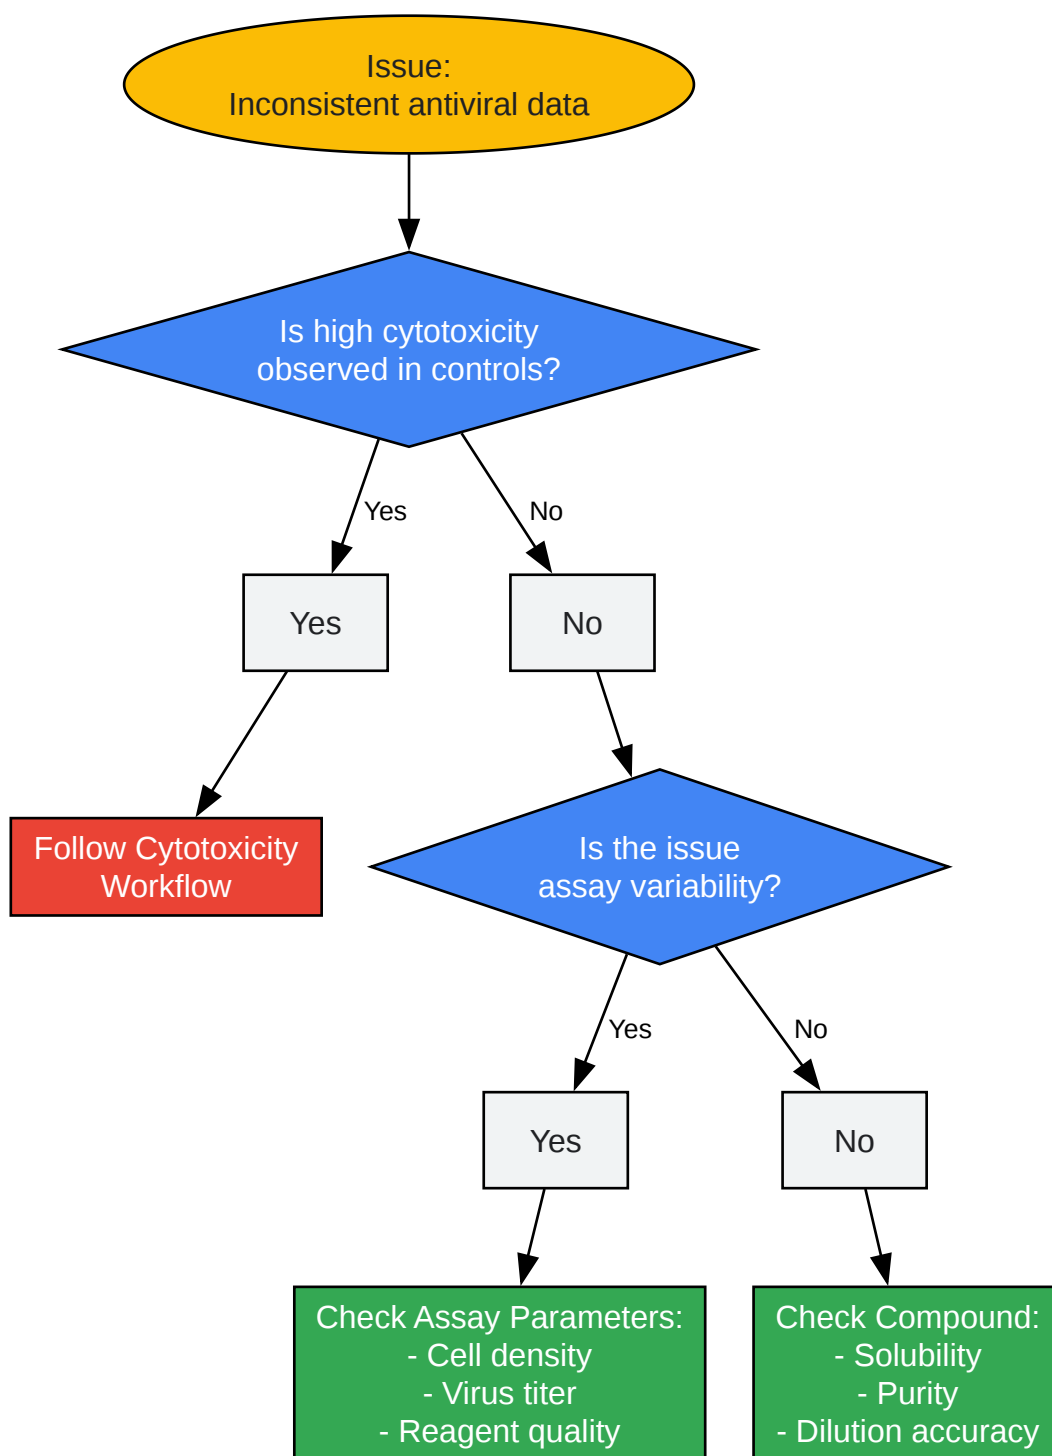 Issue:
Inconsistent antiviral data
Is high cytotoxicity
observed in controls?
Yes
No
Yes
No
Follow Cytotoxicity
Workflow
Is the issue
assay variability?
Yes
No
Yes
No
Check Assay Parameters:
- Cell density
- Virus titer
- Reagent quality
Check Compound:
- Solubility
- Purity
- Dilution accuracy